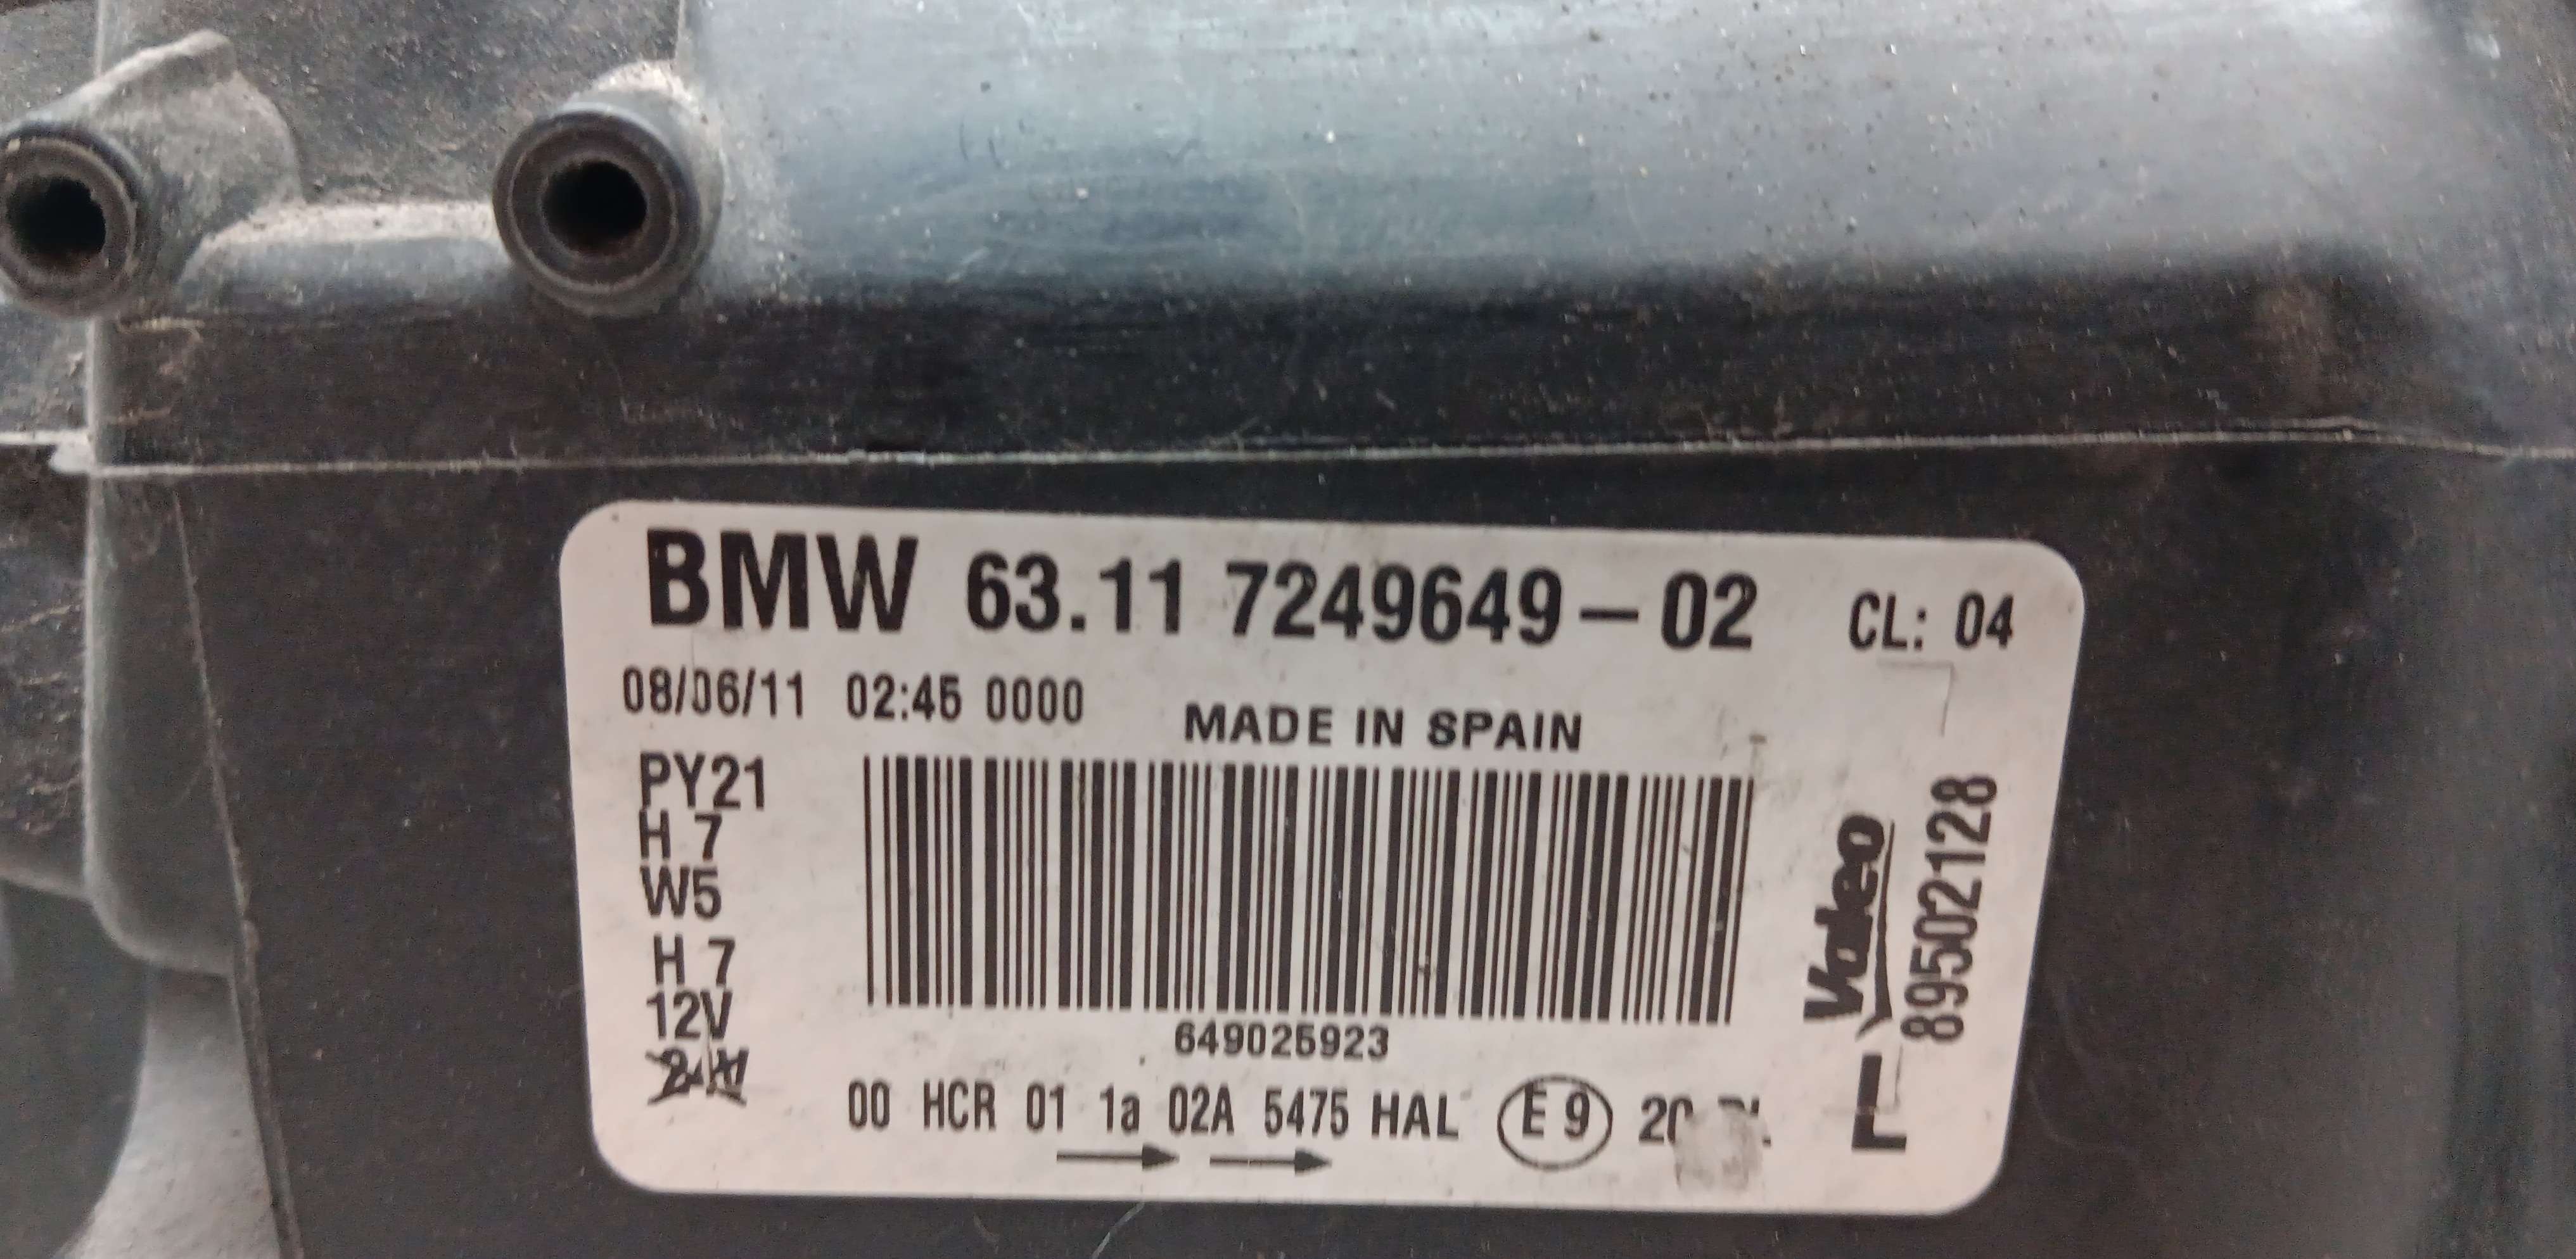 BMW 63.11 7249649-02 CL: 04
08/06/11 02:45 0000
MADE IN SPAIN
PY21
H 7
W5
H 7
12V
649025923
00 HCR 01 1a 02A 5475 HAL E9
Valeo
89502128
L